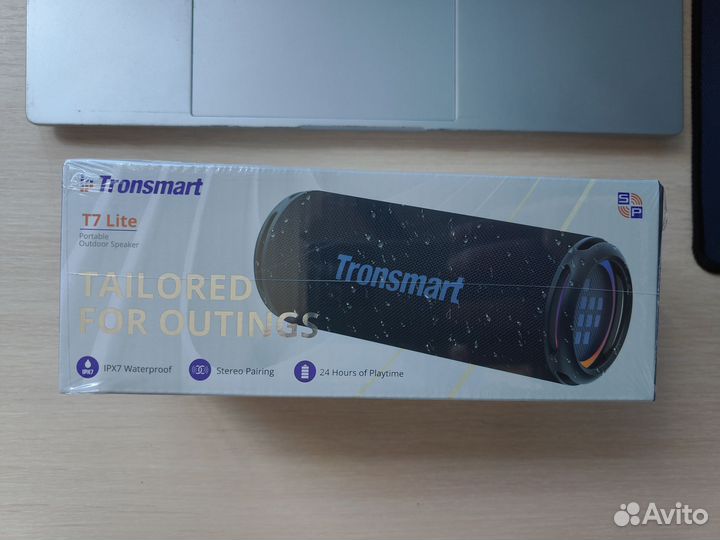 Tronsmart
T7 Lite
Portable
Outdoor Speaker
TAILORED
FOR OUTINGS
IPX7
IPX7 Waterproof
Stereo Pairing
24 Hours of Playtime
Tronsmart
S
P
Avito